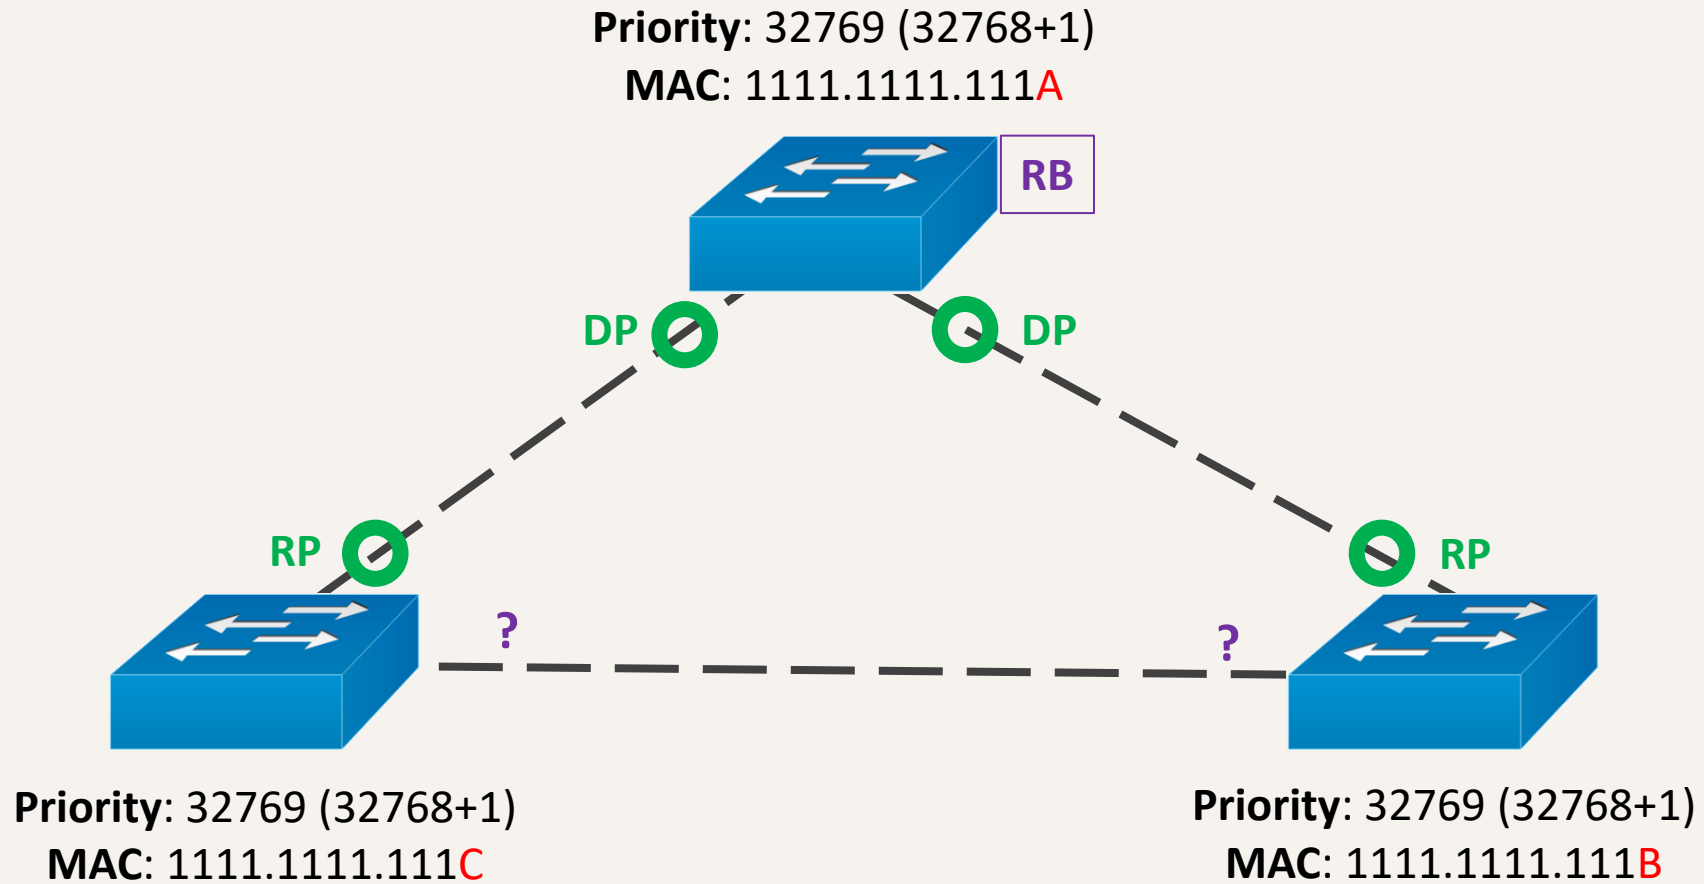 Priority: 32769 (32768+1)
MAC: 1111.1111.111A
RB
DP
DP
RP
RP
?
?
Priority: 32769 (32768+1)
MAC: 1111.1111.111C
Priority: 32769 (32768+1)
MAC: 1111.1111.111B